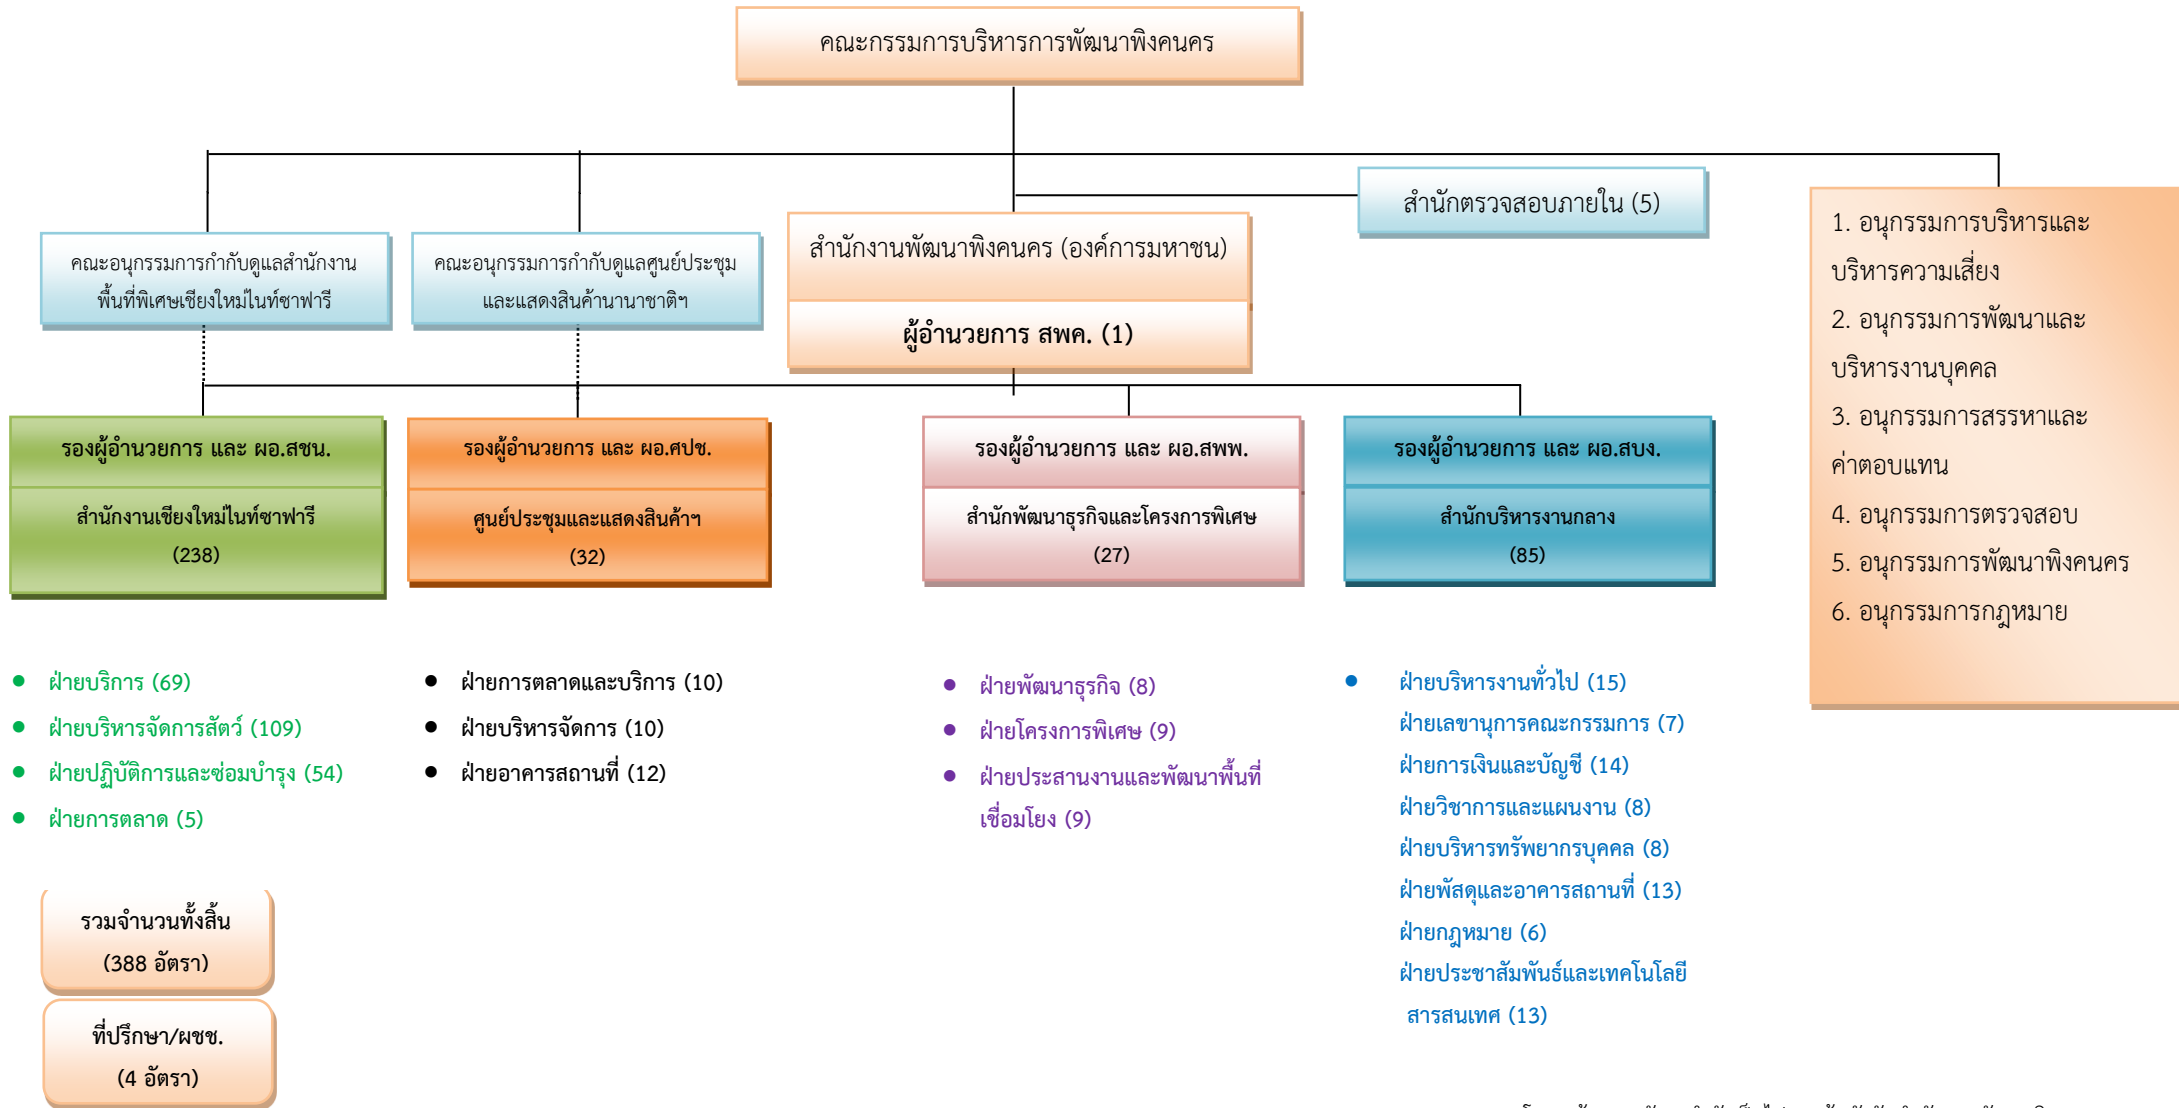 คณะกรรมการบริหารการพัฒนาพิงคนคร
สำนักตรวจสอบภายใน (5)
คณะอนุกรรมการกำกับดูแลสำนักงาน
พื้นที่พิเศษเชียงใหม่ไนท์ซาฟารี
คณะอนุกรรมการกำกับดูแลศูนย์ประชุม
และแสดงสินค้านานาชาติฯ
สำนักงานพัฒนาพิงคนคร (องค์การมหาชน)
ผู้อำนวยการ สพค. (1)
1. อนุกรรมการบริหารและ
บริหารความเสี่ยง
2. อนุกรรมการพัฒนาและ
บริหารงานบุคคล
3. อนุกรรมการสรรหาและ
ค่าตอบแทน
4. อนุกรรมการตรวจสอบ
5. อนุกรรมการพัฒนาพิงคนคร
6. อนุกรรมการกฎหมาย
รองผู้อำนวยการ และ ผอ.สชน.
สำนักงานเชียงใหม่ไนท์ซาฟารี
(238)
รองผู้อำนวยการ และ ผอ.ศปช.
ศูนย์ประชุมและแสดงสินค้าฯ
(32)
รองผู้อำนวยการ และ ผอ.สพพ.
สำนักพัฒนาธุรกิจและโครงการพิเศษ
(27)
รองผู้อำนวยการ และ ผอ.สบง.
สำนักบริหารงานกลาง
(85)
● ฝ่ายบริการ (69)
● ฝ่ายบริหารจัดการสัตว์ (109)
● ฝ่ายปฏิบัติการและซ่อมบำรุง (54)
● ฝ่ายการตลาด (5)
● ฝ่ายการตลาดและบริการ (10)
● ฝ่ายบริหารจัดการ (10)
● ฝ่ายอาคารสถานที่ (12)
● ฝ่ายพัฒนาธุรกิจ (8)
● ฝ่ายโครงการพิเศษ (9)
● ฝ่ายประสานงานและพัฒนาพื้นที่
เชื่อมโยง (9)
● ฝ่ายบริหารงานทั่วไป (15)
ฝ่ายเลขานุการคณะกรรมการ (7)
ฝ่ายการเงินและบัญชี (14)
ฝ่ายวิชาการและแผนงาน (8)
ฝ่ายบริหารทรัพยากรบุคคล (8)
ฝ่ายพัสดุและอาคารสถานที่ (13)
ฝ่ายกฎหมาย (6)
ฝ่ายประชาสัมพันธ์และเทคโนโลยี
สารสนเทศ (13)
รวมจำนวนทั้งสิ้น
(388 อัตรา)
ที่ปรึกษา/ผชช.
(4 อัตรา)